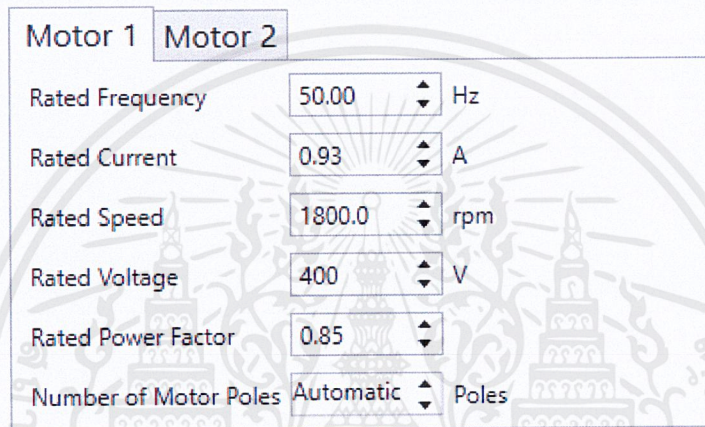 Motor 1 Motor 2
Rated Frequency 50.00 Hz
Rated Current 0.93 A
Rated Speed 1800.0 rpm
Rated Voltage 400 V
Rated Power Factor 0.85
Number of Motor Poles Automatic Poles